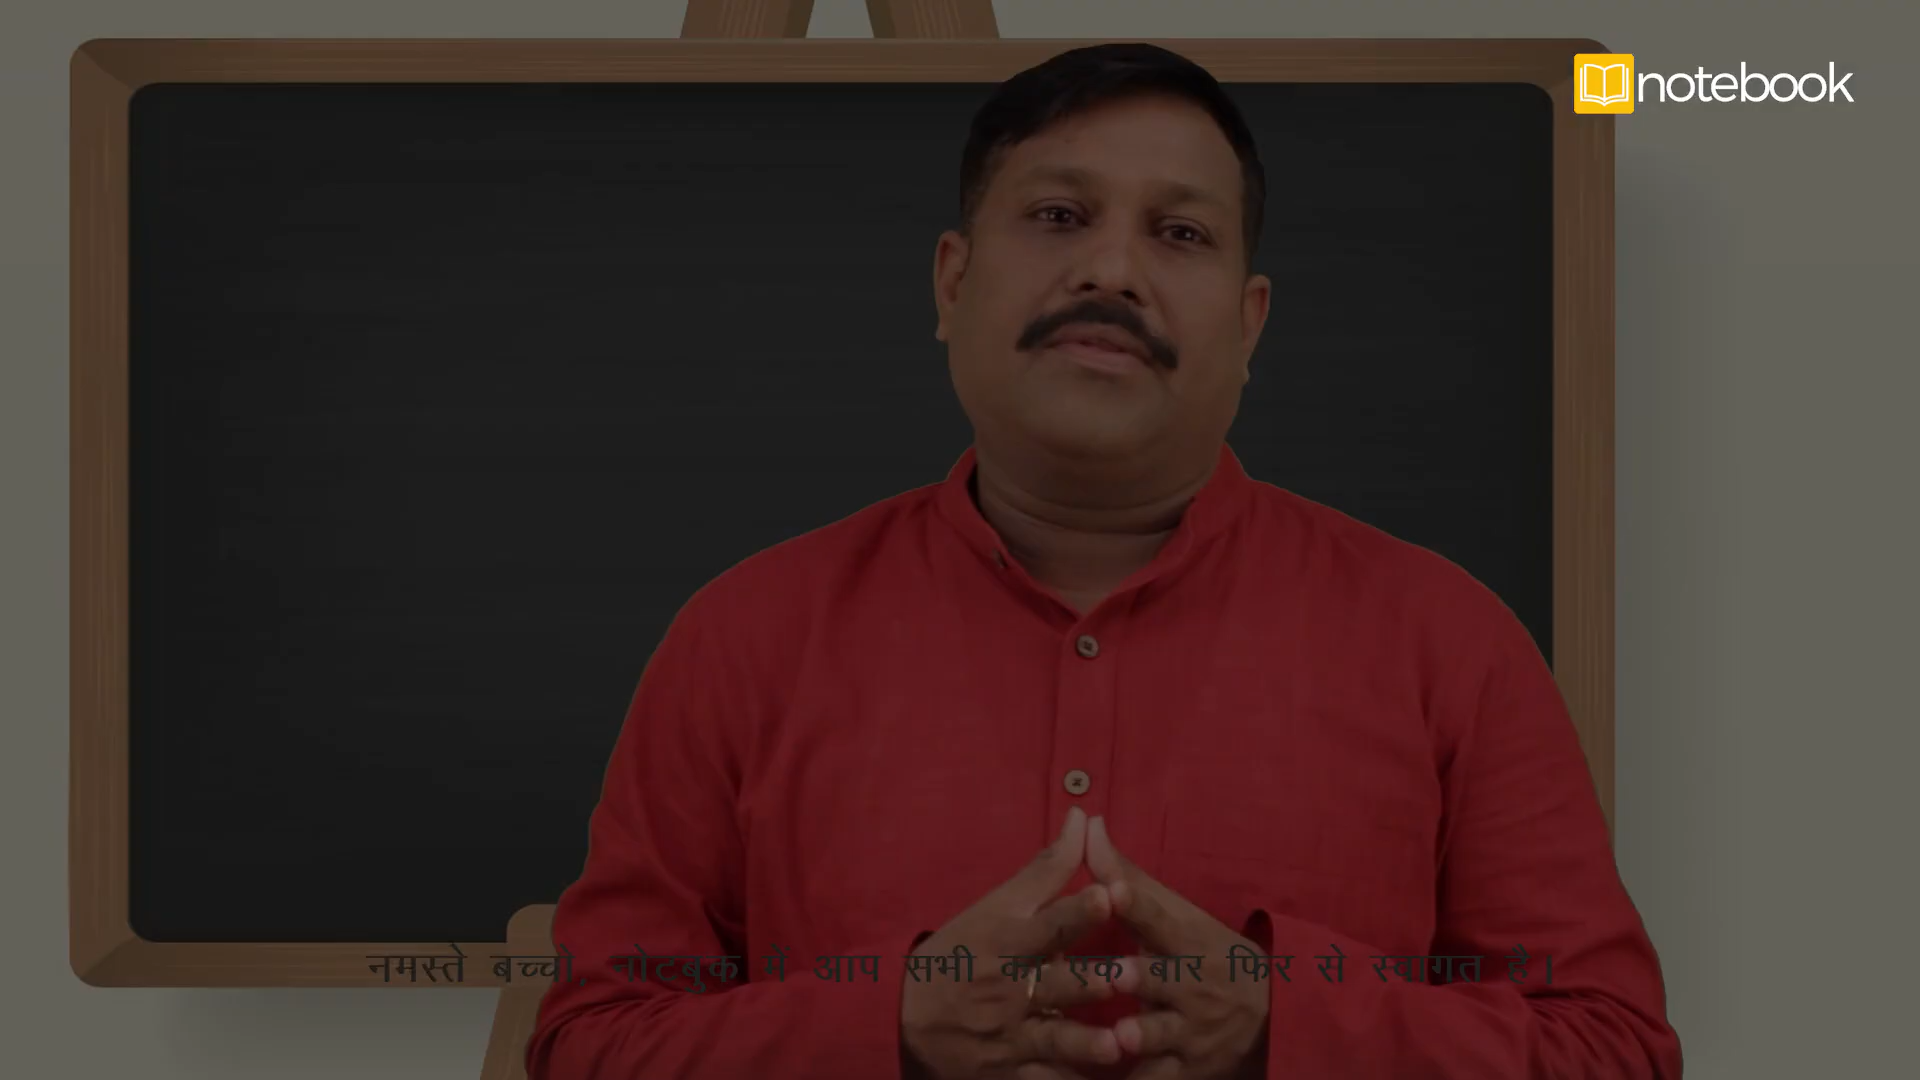 notebook
नमस्ते बच्चो, नोटबुक में आप सभी का एक बार फिर से स्वागत है।